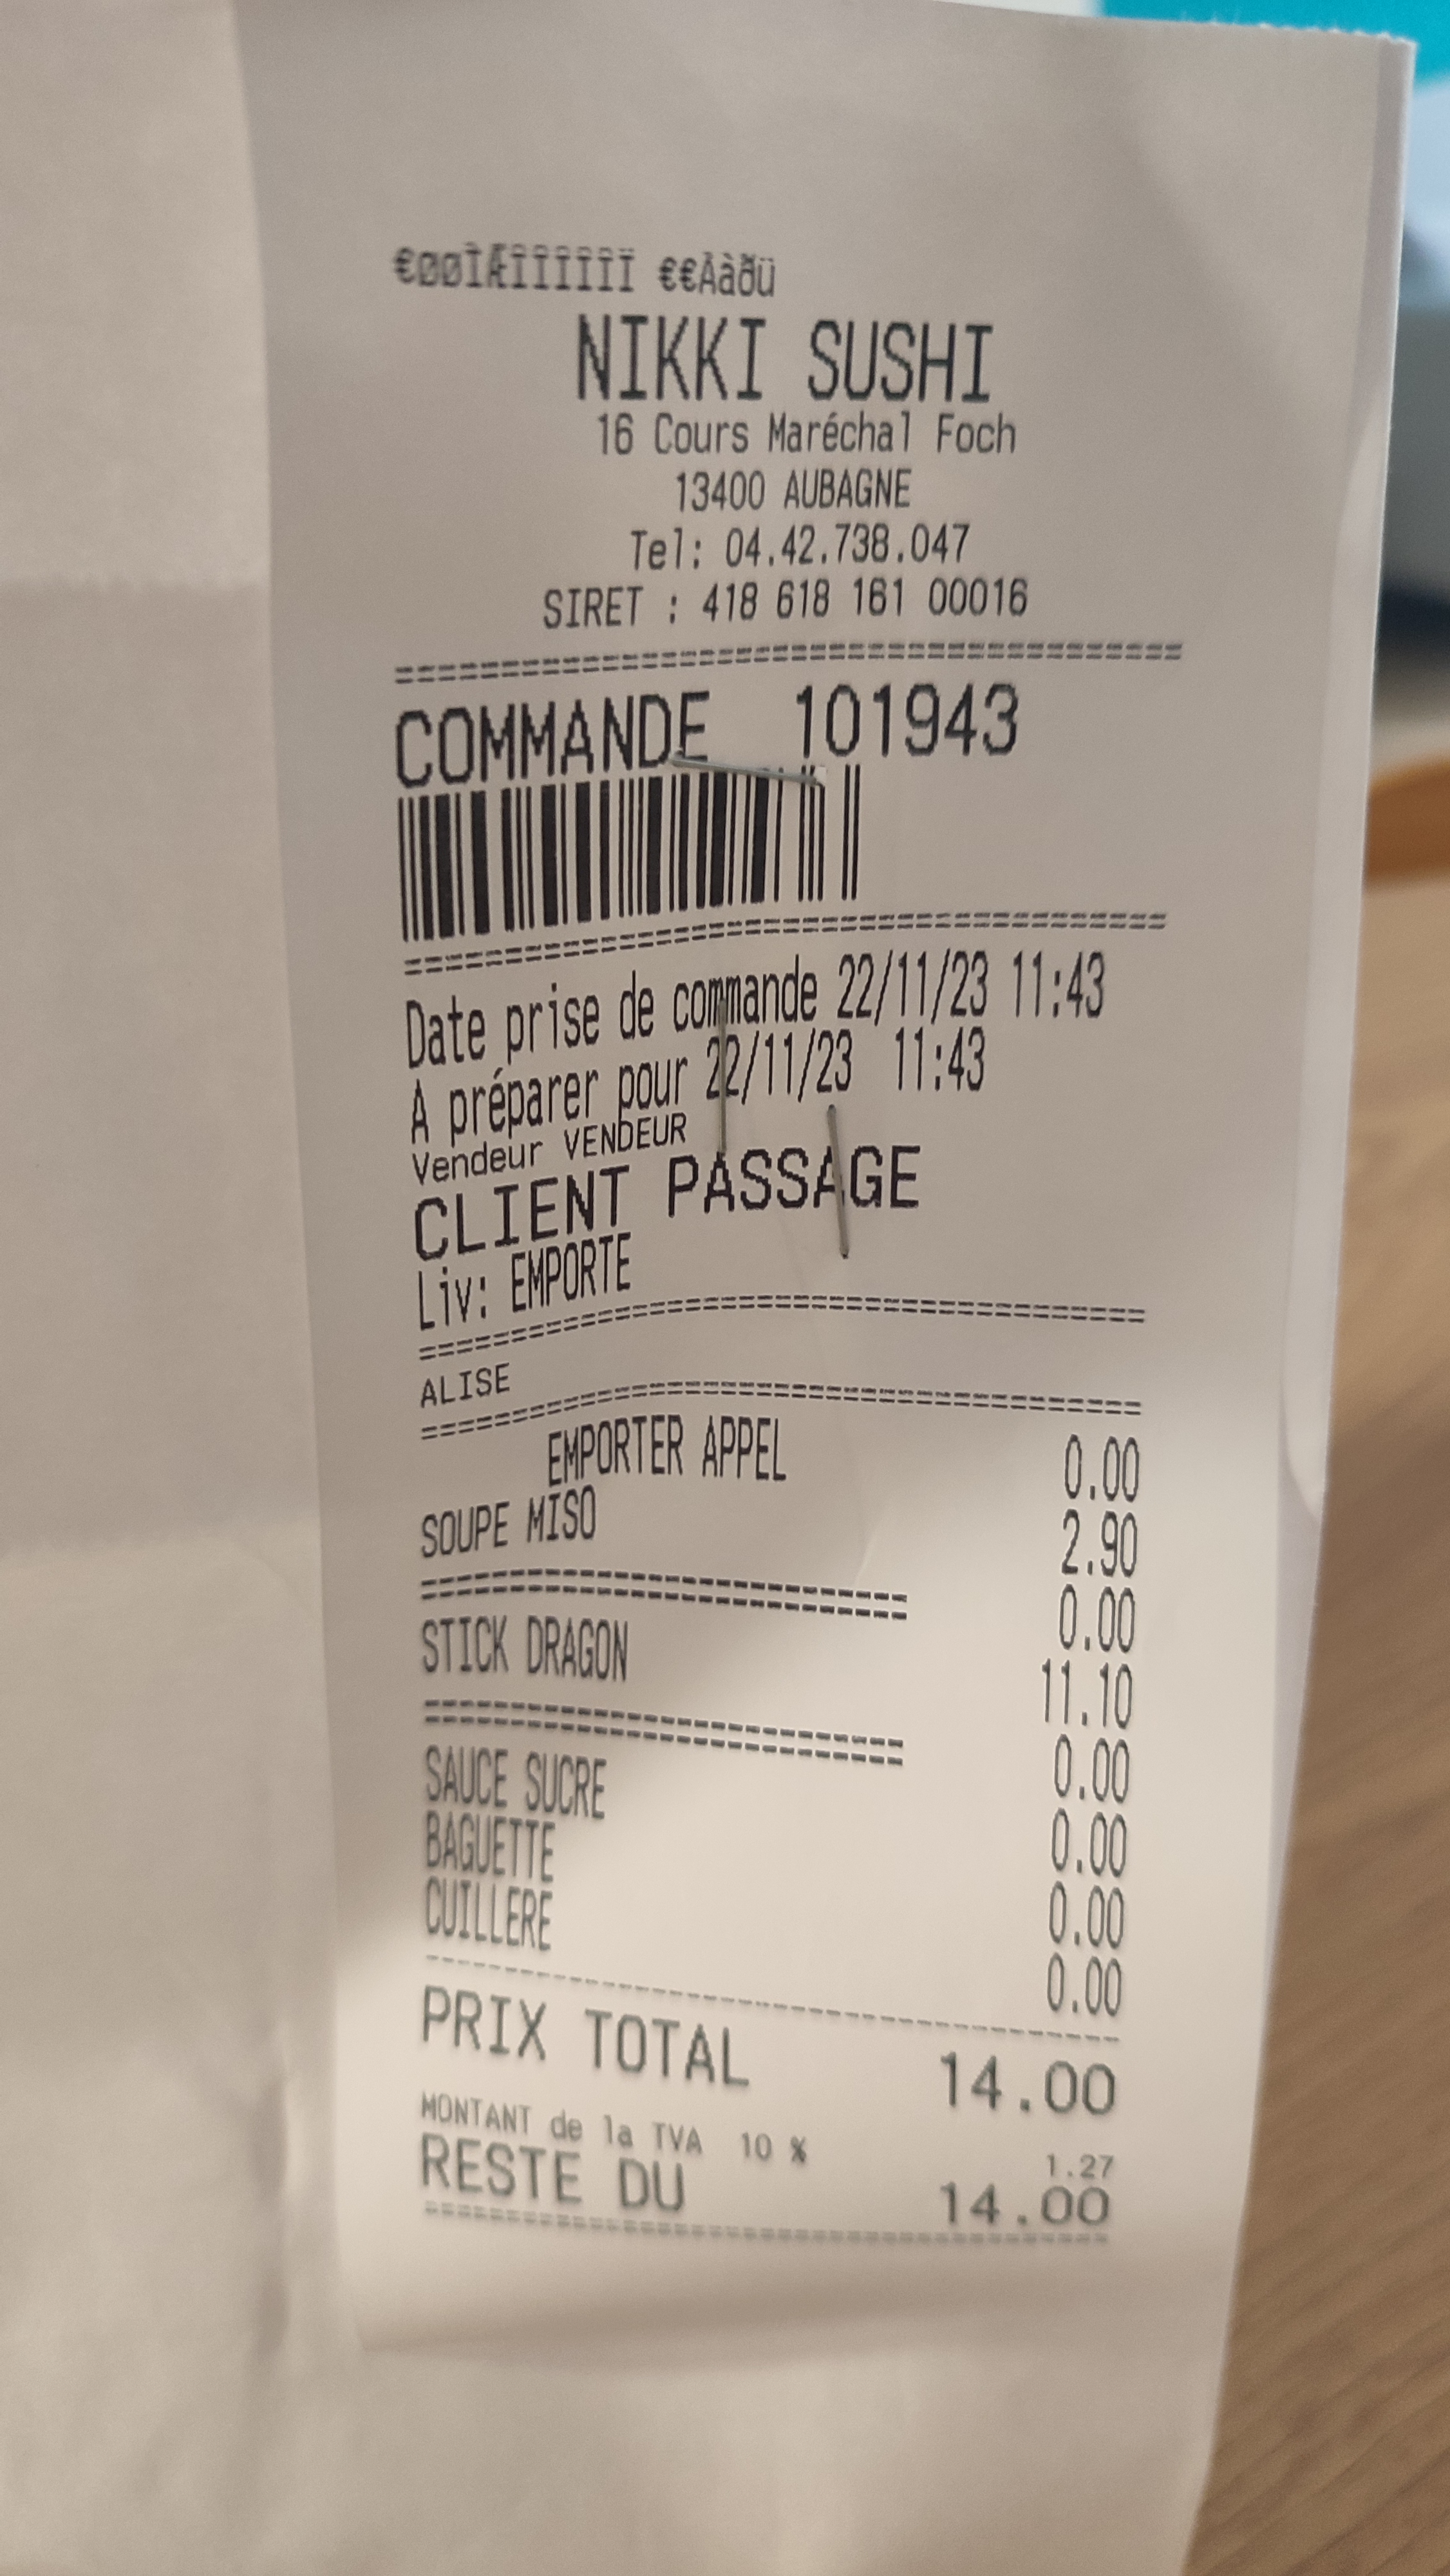 €ØØÌÆÎÎÎÎÎÎÏ €€Ààðü
NIKKI SUSHI
16 Cours Maréchal Foch
13400 AUBAGNE
Tel: 04.42.738.047
SIRET : 418 618 161 00016
==========================================
COMMANDE 101943
==========================================
Date prise de commande 22/11/23 11:43
A préparer pour 22/11/23 11:43
Vendeur VENDEUR
CLIENT PASSAGE
Liv: EMPORTE
==========================================
ALISE
==========================================
EMPORTER APPEL 0.00
SOUPE MISO 2.90
============================ 0.00
STICK DRAGON 11.10
============================ 0.00
SAUCE SUCRE 0.00
BAGUETTE 0.00
CUILLERE 0.00
------------------------------------------
PRIX TOTAL 14.00
MONTANT de la TVA 10 % 1.27
RESTE DU 14.00
==========================================